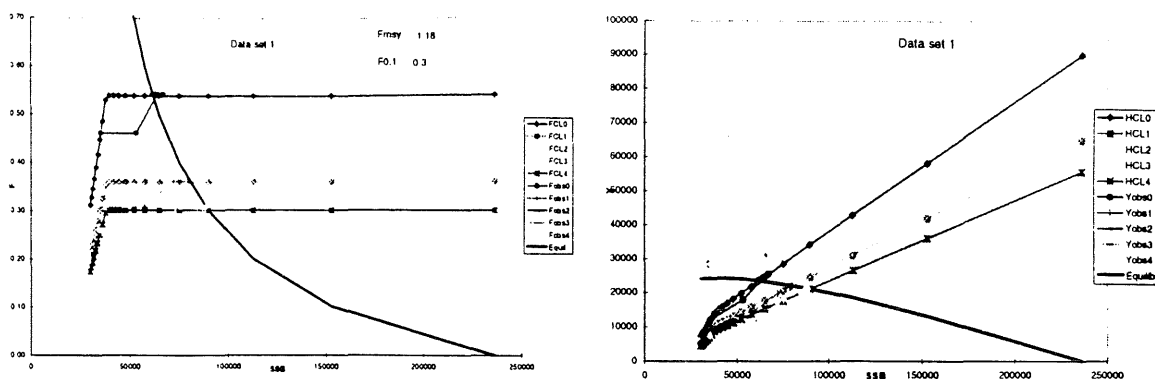 0.70
0.60
0.50
0.40
0.30
0.20
0.10
0.00
F
Data set 1
Fmsy 1.18
F0.1 0.3
0
50000
100000
150000
200000
250000
SSB
FCL0
FCL1
FCL2
FCL3
FCL4
Fobs0
Fobs1
Fobs2
Fobs3
Fobs4
Equil
100000
90000
80000
70000
60000
50000
40000
30000
20000
10000
0
Data set 1
0
50000
100000
150000
200000
250000
SSB
HCL0
HCL1
HCL2
HCL3
HCL4
Yobs0
Yobs1
Yobs2
Yobs3
Yobs4
Equilib